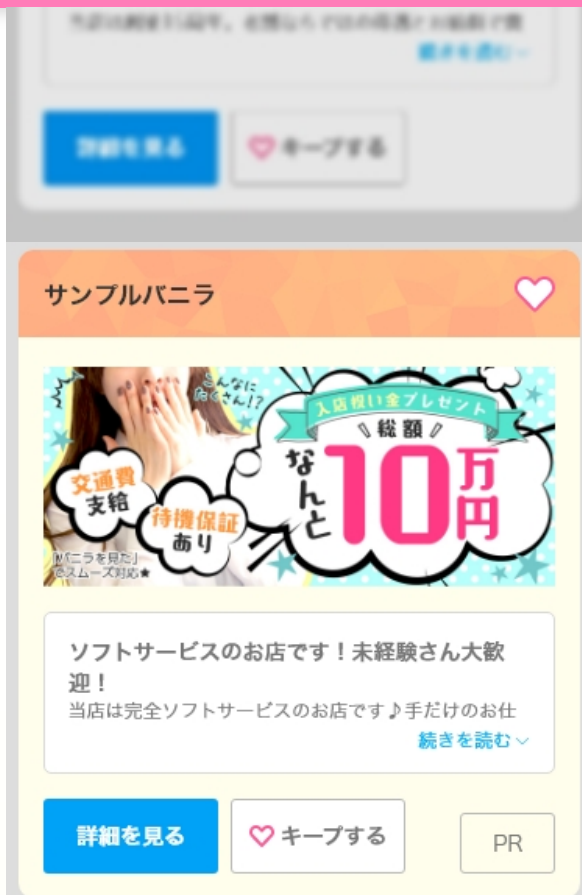 詳細を見る
キープする
サンプルバニラ
こんなに
たくさん!?
入店祝い金プレゼント
総額
なんと
10万円
交通費
支給
待機保証
あり
「バニラを見た」
でスムーズ対応★
ソフトサービスのお店です！未経験さん大歓
迎！
当店は完全ソフトサービスのお店です♪手だけのお仕
続きを読む
詳細を見る
キープする
PR